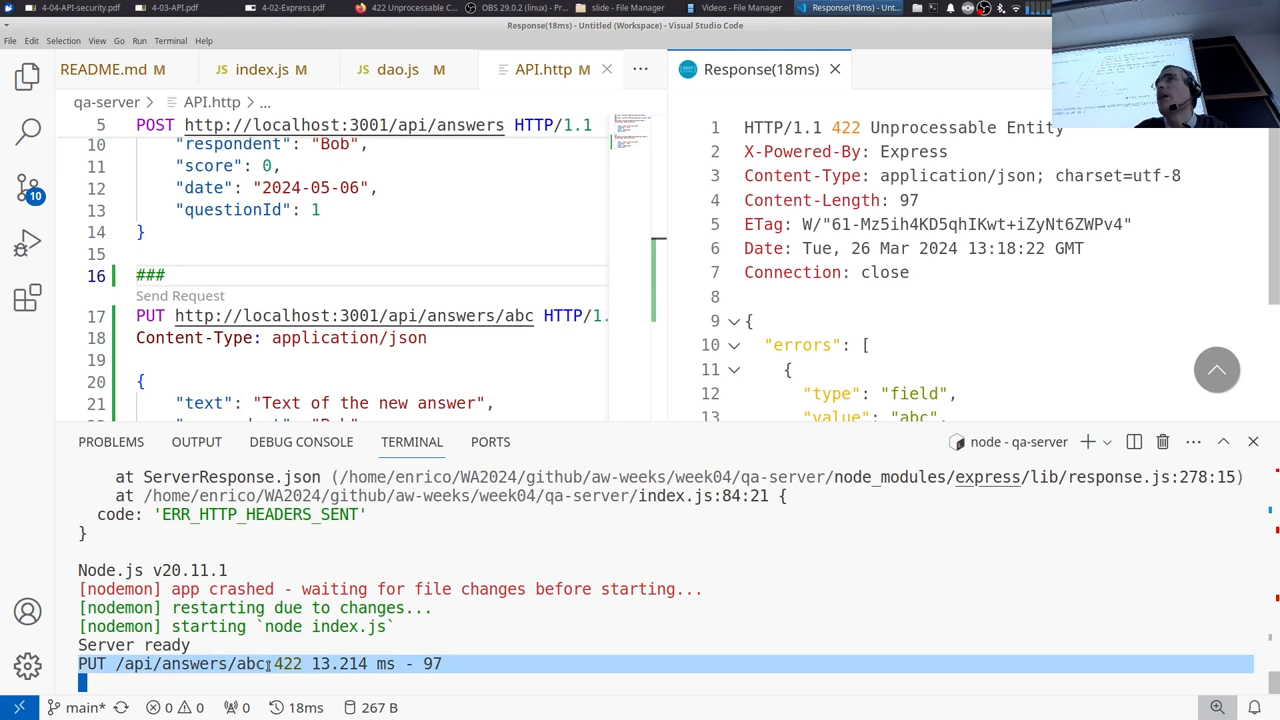 4-04-API-security.pdf
4-03-API.pdf
4-02-Express.pdf
422 Unprocessable C...
OBS 29.0.2 (linux) - Pro...
slide - File Manager
Videos - File Manager
Response(18ms) - Unt...
Response(18ms) - Untitled (Workspace) - Visual Studio Code
File Edit Selection View Go Run Terminal Help
README.md M
index.js M
dao.js M
API.http M
Response(18ms)
qa-server > API.http > ...
5 POST http://localhost:3001/api/answers HTTP/1.1
10 "respondent": "Bob",
11 "score": 0,
12 "date": "2024-05-06",
13 "questionId": 1
14 }
15
16 ###
Send Request
17 PUT http://localhost:3001/api/answers/abc HTTP/1.
18 Content-Type: application/json
19
20 {
21 "text": "Text of the new answer",
1 HTTP/1.1 422 Unprocessable Entity
2 X-Powered-By: Express
3 Content-Type: application/json; charset=utf-8
4 Content-Length: 97
5 ETag: W/"61-Mz5ih4KD5qhIKwt+iZyNt6ZWPv4"
6 Date: Tue, 26 Mar 2024 13:18:22 GMT
7 Connection: close
8
9 {
10 "errors": [
11 {
12 "type": "field",
13 "value": "abc",
10
PROBLEMS OUTPUT DEBUG CONSOLE TERMINAL PORTS
node - qa-server
at ServerResponse.json (/home/enrico/WA2024/github/aw-weeks/week04/qa-server/node_modules/express/lib/response.js:278:15)
at /home/enrico/WA2024/github/aw-weeks/week04/qa-server/index.js:84:21 {
code: 'ERR_HTTP_HEADERS_SENT'
}
Node.js v20.11.1
[nodemon] app crashed - waiting for file changes before starting...
[nodemon] restarting due to changes...
[nodemon] starting `node index.js`
Server ready
PUT /api/answers/abc 422 13.214 ms - 97
main* 0 0 0 18ms 267 B